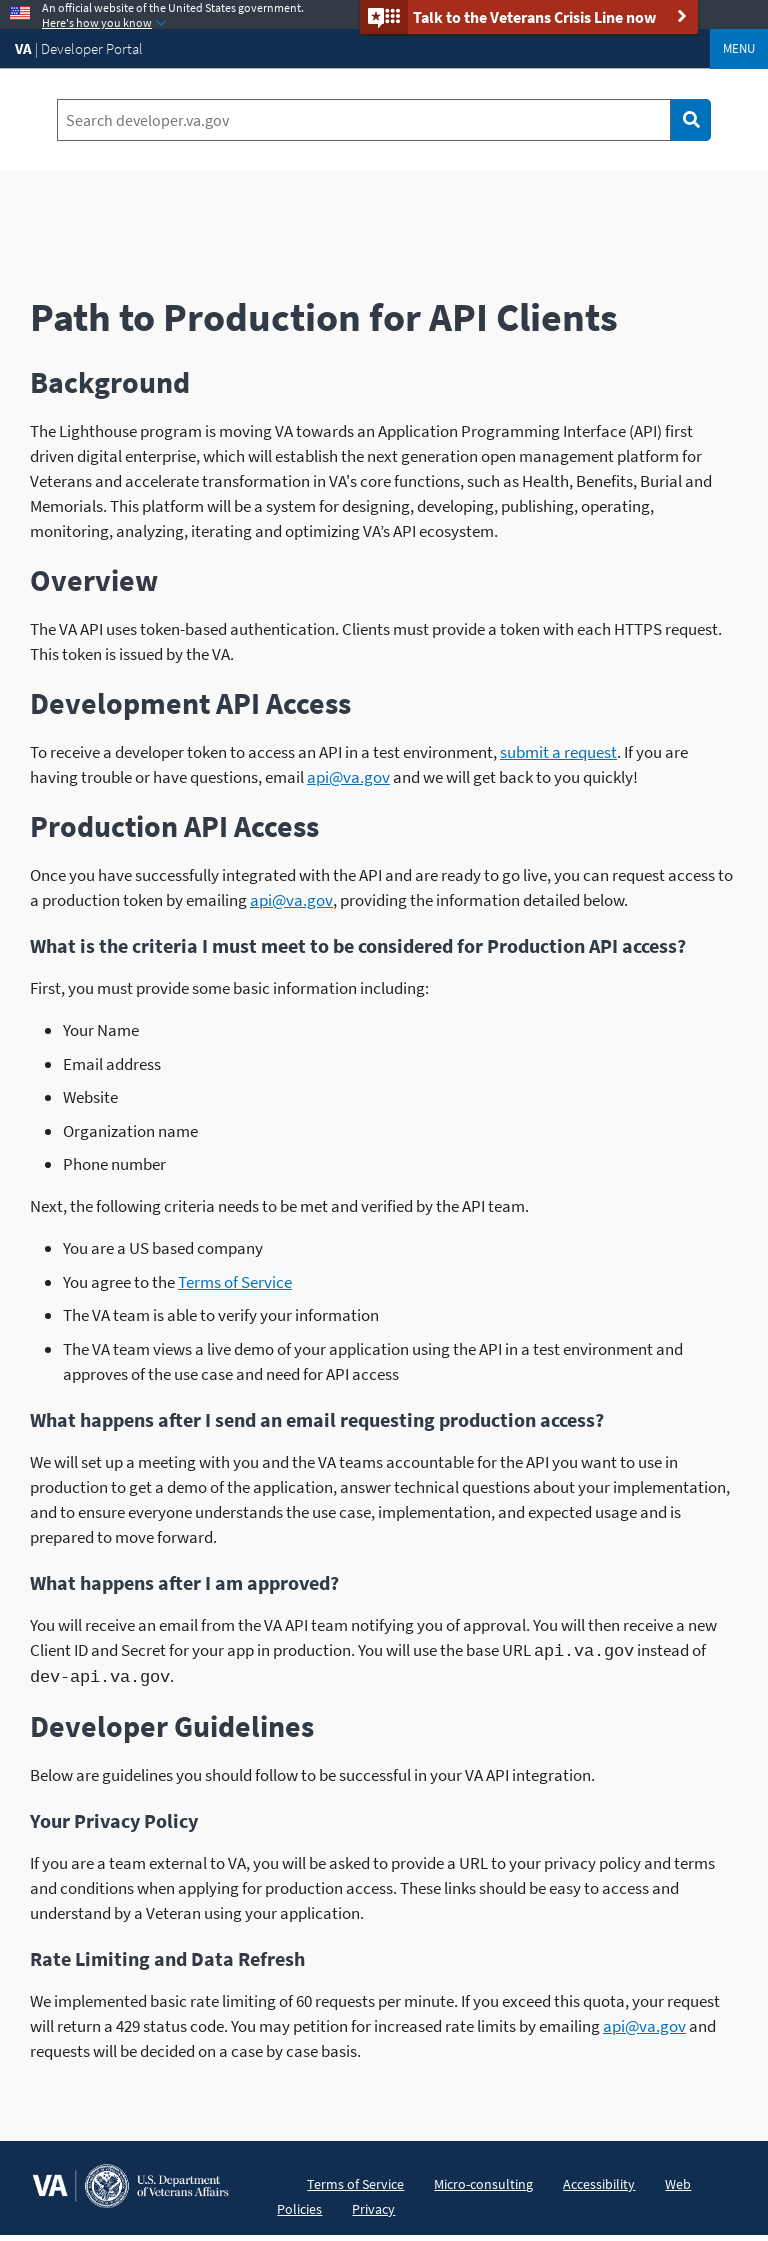 An official website of the United States government.
Here's how you know
Talk to the Veterans Crisis Line now
VA | Developer Portal
MENU
Search developer.va.gov
Path to Production for API Clients
Background
The Lighthouse program is moving VA towards an Application Programming Interface (API) first
driven digital enterprise, which will establish the next generation open management platform for
Veterans and accelerate transformation in VA's core functions, such as Health, Benefits, Burial and
Memorials. This platform will be a system for designing, developing, publishing, operating,
monitoring, analyzing, iterating and optimizing VA’s API ecosystem.
Overview
The VA API uses token-based authentication. Clients must provide a token with each HTTPS request.
This token is issued by the VA.
Development API Access
To receive a developer token to access an API in a test environment, submit a request. If you are
having trouble or have questions, email api@va.gov and we will get back to you quickly!
Production API Access
Once you have successfully integrated with the API and are ready to go live, you can request access to
a production token by emailing api@va.gov, providing the information detailed below.
What is the criteria I must meet to be considered for Production API access?
First, you must provide some basic information including:
• Your Name
• Email address
• Website
• Organization name
• Phone number
Next, the following criteria needs to be met and verified by the API team.
• You are a US based company
• You agree to the Terms of Service
• The VA team is able to verify your information
• The VA team views a live demo of your application using the API in a test environment and
approves of the use case and need for API access
What happens after I send an email requesting production access?
We will set up a meeting with you and the VA teams accountable for the API you want to use in
production to get a demo of the application, answer technical questions about your implementation,
and to ensure everyone understands the use case, implementation, and expected usage and is
prepared to move forward.
What happens after I am approved?
You will receive an email from the VA API team notifying you of approval. You will then receive a new
Client ID and Secret for your app in production. You will use the base URL api.va.gov instead of
dev-api.va.gov.
Developer Guidelines
Below are guidelines you should follow to be successful in your VA API integration.
Your Privacy Policy
If you are a team external to VA, you will be asked to provide a URL to your privacy policy and terms
and conditions when applying for production access. These links should be easy to access and
understand by a Veteran using your application.
Rate Limiting and Data Refresh
We implemented basic rate limiting of 60 requests per minute. If you exceed this quota, your request
will return a 429 status code. You may petition for increased rate limits by emailing api@va.gov and
requests will be decided on a case by case basis.
VA
U.S. Department
of Veterans Affairs
Terms of Service Micro-consulting Accessibility Web
Policies Privacy